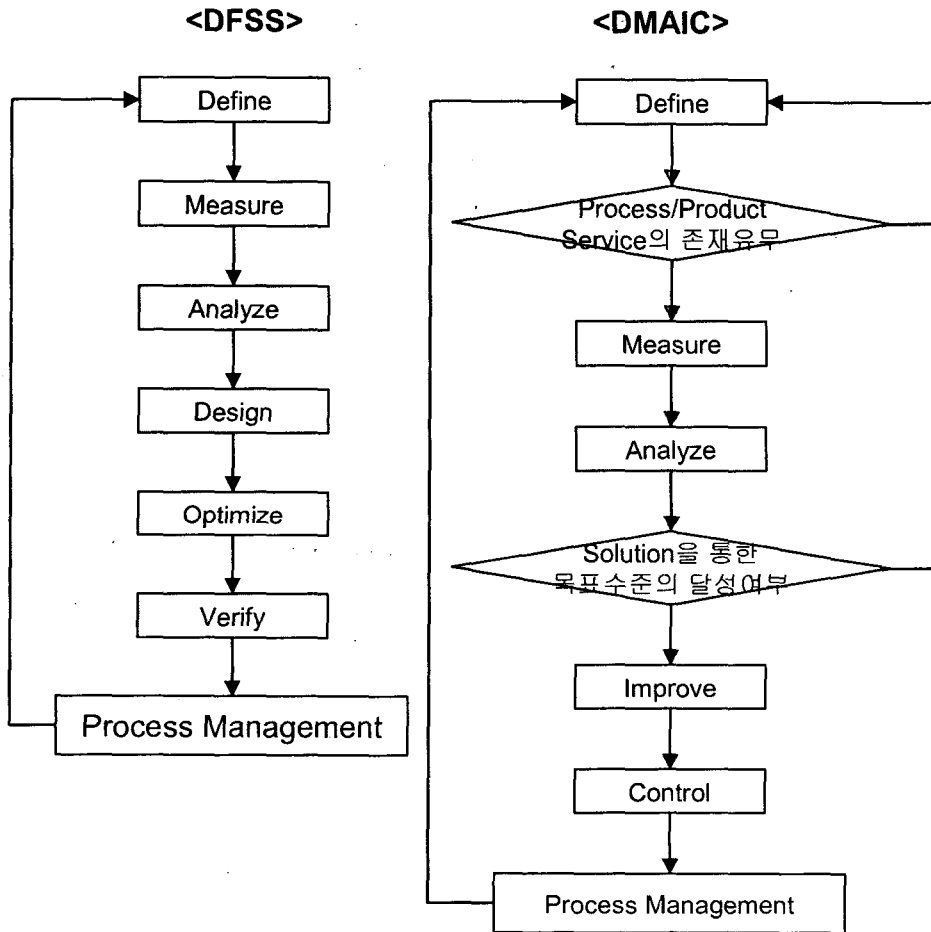 <DFSS>
Define
Measure
Analyze
Design
Optimize
Verify
Process Management
<DMAIC>
Define
Process/Product
Service의 존재유무
Measure
Analyze
Solution을 통한
목표수준의 달성여부
Improve
Control
Process Management